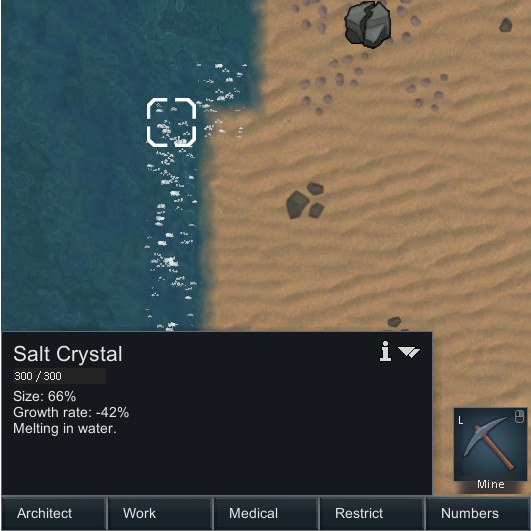 Salt Crystal
300 / 300
Size: 66%
Growth rate: -42%
Melting in water.
L
Mine
Architect
Work
Medical
Restrict
Numbers